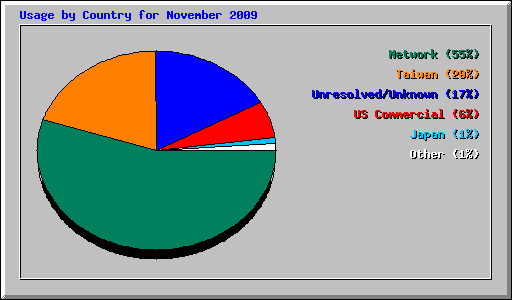 Usage by Country for November 2009
Network (55%)
Taiwan (20%)
Unresolved/Unknown (17%)
US Commercial (6%)
Japan (1%)
Other (1%)